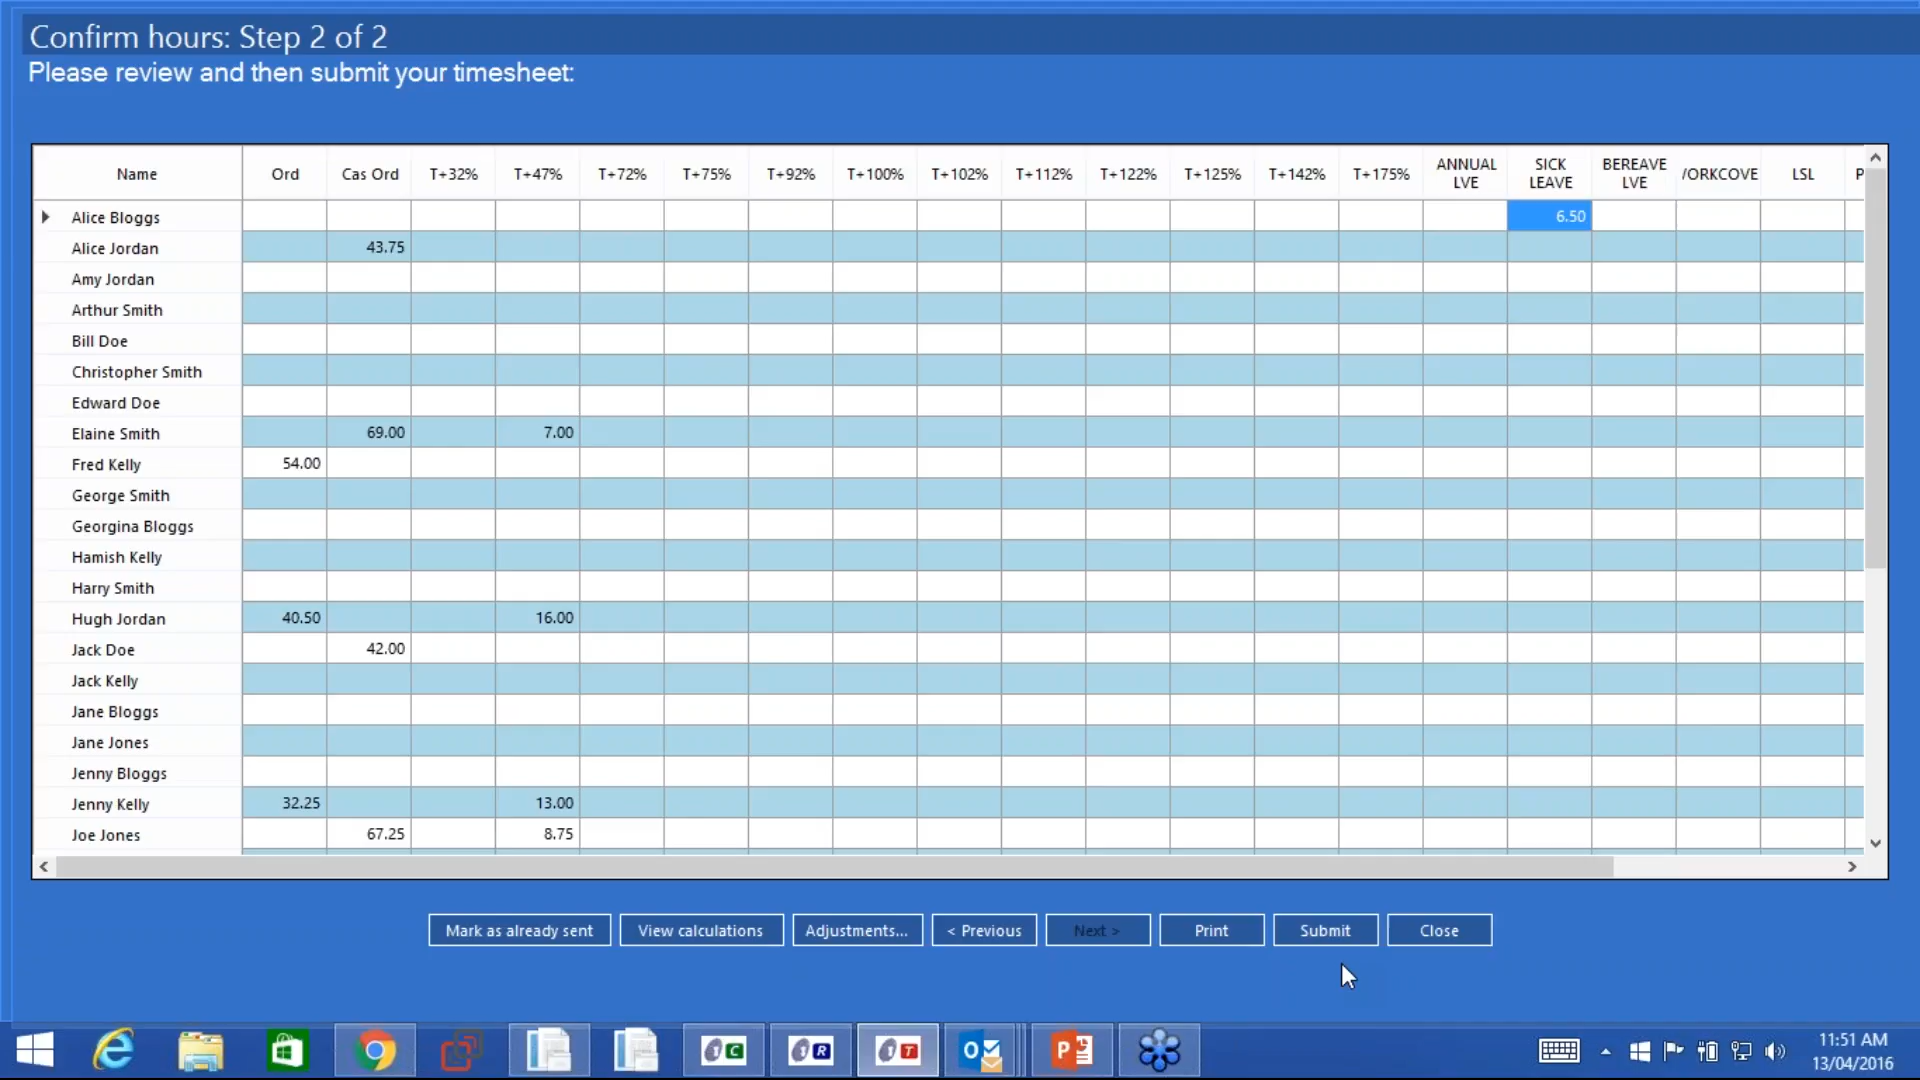 Confirm hours: Step 2 of 2
Please review and then submit your timesheet:
Name Ord Cas Ord T+32% T+47% T+72% T+75% T+92% T+100% T+102% T+112% T+122% T+125% T+142% T+175% ANNUAL LVE SICK LEAVE BEREAVE LVE /ORKCOVE LSL P
Alice Bloggs 6.50
Alice Jordan 43.75
Amy Jordan
Arthur Smith
Bill Doe
Christopher Smith
Edward Doe
Elaine Smith 69.00 7.00
Fred Kelly 54.00
George Smith
Georgina Bloggs
Hamish Kelly
Harry Smith
Hugh Jordan 40.50 16.00
Jack Doe 42.00
Jack Kelly
Jane Bloggs
Jane Jones
Jenny Bloggs
Jenny Kelly 32.25 13.00
Joe Jones 67.25 8.75
Mark as already sent View calculations Adjustments... < Previous Next > Print Submit Close
11:51 AM
13/04/2016